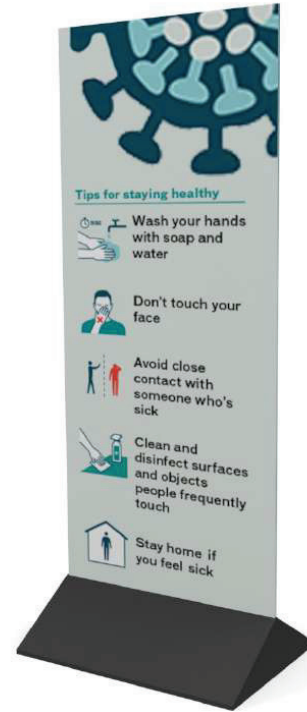 Tips for staying healthy
Wash your hands
with soap and
water
Don't touch your
face
Avoid close
contact with
someone who's
sick
Clean and
disinfect surfaces
and objects
people frequently
touch
Stay home if
you feel sick